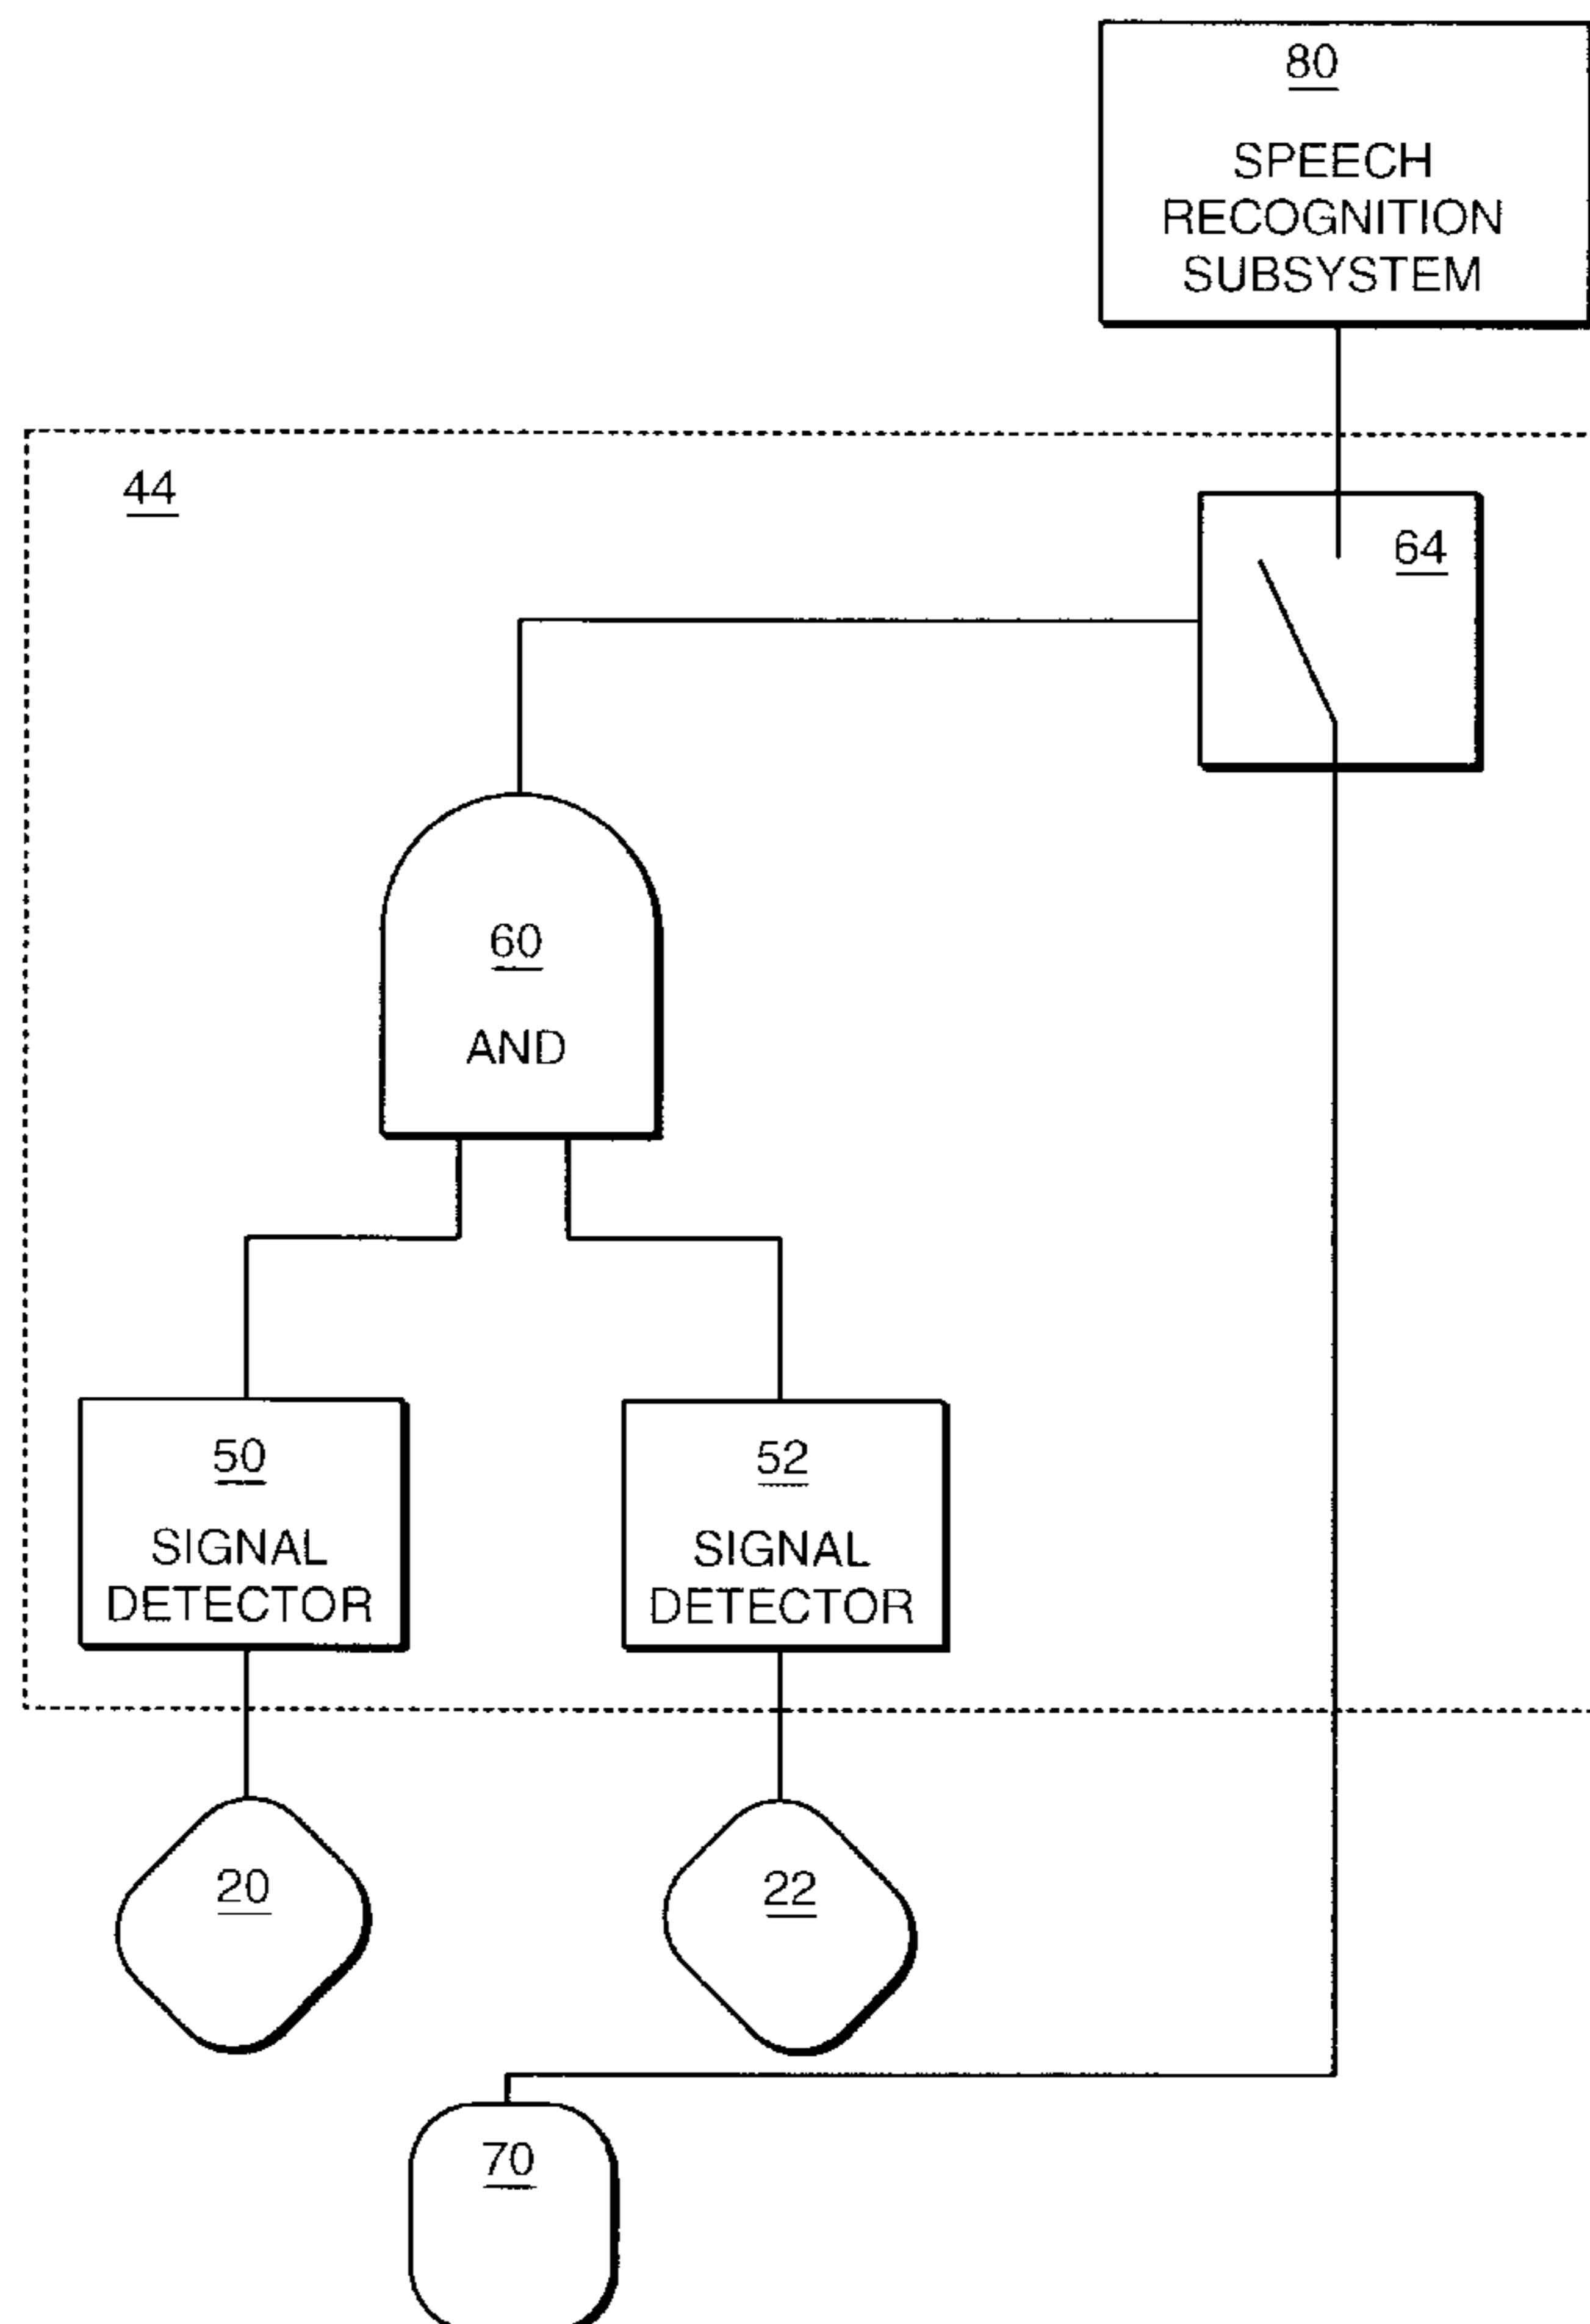 80
SPEECH
RECOGNITION
SUBSYSTEM
44
64
60
AND
50
SIGNAL
DETECTOR
52
SIGNAL
DETECTOR
20
22
70